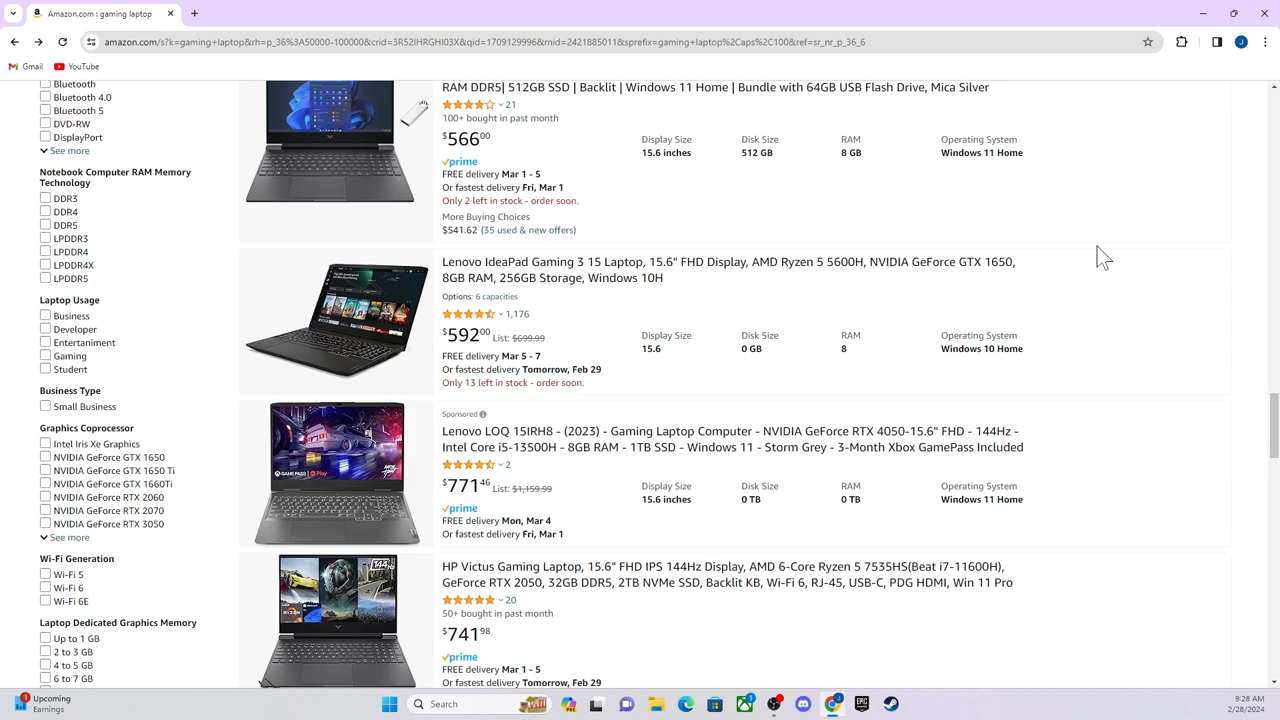 Amazon.com : gaming laptop
amazon.com/s?k=gaming+laptop&rh=p_36%3A50000-100000&crid=3R52IHRGHI03X&qid=1709129996&rnid=2421885011&sprefix=gaming+laptop%2Caps%2C100&ref=sr_nr_p_36_6
Gmail
YouTube
Bluetooth
Bluetooth 4.0
Bluetooth 5
DVD-RW
DisplayPort
See more
Notebook Computer RAM Memory
Technology
DDR3
DDR4
DDR5
LPDDR3
LPDDR4
LPDDR4X
LPDDR5
Laptop Usage
Business
Developer
Entertaniment
Gaming
Student
Business Type
Small Business
Graphics Coprocessor
Intel Iris Xe Graphics
NVIDIA GeForce GTX 1650
NVIDIA GeForce GTX 1650 Ti
NVIDIA GeForce GTX 1660Ti
NVIDIA GeForce RTX 2060
NVIDIA GeForce RTX 2070
NVIDIA GeForce RTX 3050
See more
Wi-Fi Generation
Wi-Fi 5
Wi-Fi 6
Wi-Fi 6E
Laptop Dedicated Graphics Memory
Up to 1 GB
2 to 3 GB
4 to 5 GB
6 to 7 GB
RAM DDR5| 512GB SSD | Backlit | Windows 11 Home | Bundle with 64GB USB Flash Drive, Mica Silver
21
100+ bought in past month
$56600
Display Size Disk Size RAM Operating System
15.6 inches 512 GB 8 GB Windows 11 Home
prime
FREE delivery Mar 1 - 5
Or fastest delivery Fri, Mar 1
Only 2 left in stock - order soon.
More Buying Choices
$541.62 (35 used & new offers)
Lenovo IdeaPad Gaming 3 15 Laptop, 15.6" FHD Display, AMD Ryzen 5 5600H, NVIDIA GeForce GTX 1650,
8GB RAM, 256GB Storage, Windows 10H
Options: 6 capacities
1,176
$59200 List: $699.99
Display Size Disk Size RAM Operating System
15.6 0 GB 8 Windows 10 Home
FREE delivery Mar 5 - 7
Or fastest delivery Tomorrow, Feb 29
Only 13 left in stock - order soon.
Sponsored
Lenovo LOQ 15IRH8 - (2023) - Gaming Laptop Computer - NVIDIA GeForce RTX 4050-15.6" FHD - 144Hz -
Intel Core i5-13500H - 8GB RAM - 1TB SSD - Windows 11 - Storm Grey - 3-Month Xbox GamePass Included
2
$77146 List: $1,159.99
Display Size Disk Size RAM Operating System
15.6 inches 0 TB 0 TB Windows 11 Home
prime
FREE delivery Mon, Mar 4
Or fastest delivery Fri, Mar 1
GAME PASS
HP Victus Gaming Laptop, 15.6" FHD IPS 144Hz Display, AMD 6-Core Ryzen 5 7535HS(Beat i7-11600H),
GeForce RTX 2050, 32GB DDR5, 2TB NVMe SSD, Backlit KB, Wi-Fi 6, RJ-45, USB-C, PDG HDMI, Win 11 Pro
20
50+ bought in past month
$74198
prime
FREE delivery Mar 1 - 5
Or fastest delivery Tomorrow, Feb 29
144
RYZEN
1
Upcoming
Earnings
Search
1
J
EPIC
9:28 AM
2/28/2024